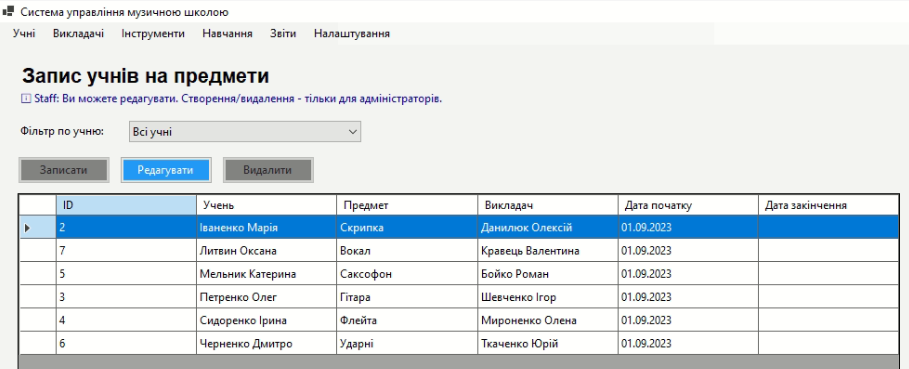 Система управління музичною школою
Учні Викладачі Інструменти Навчання Звіти Налаштування
Запис учнів на предмети
Staff: Ви можете редагувати. Створення/видалення - тільки для адміністраторів.
Фільтр по учню: Всі учні
Записати Редагувати Видалити
ID Учень Предмет Викладач Дата початку Дата закінчення
2 Іваненко Марія Скрипка Данилюк Олексій 01.09.2023
7 Литвин Оксана Вокал Кравець Валентина 01.09.2023
5 Мельник Катерина Саксофон Бойко Роман 01.09.2023
3 Петренко Олег Гітара Шевченко Ігор 01.09.2023
4 Сидоренко Ірина Флейта Мироненко Олена 01.09.2023
6 Черненко Дмитро Ударні Ткаченко Юрій 01.09.2023